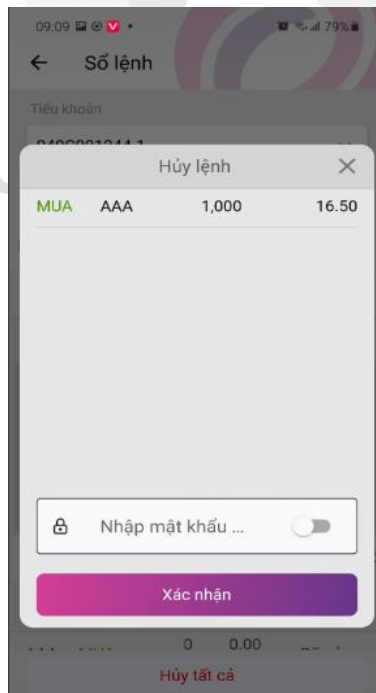 09:09
79%
Sổ lệnh
Tiểu khoản
Hủy lệnh
MUA AAA 1,000 16.50
Nhập mật khẩu ...
Xác nhận
0 0.00
Hủy tất cả